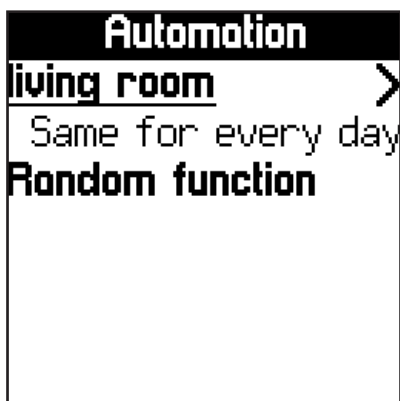 Automation
living room >
Same for every day
Random function